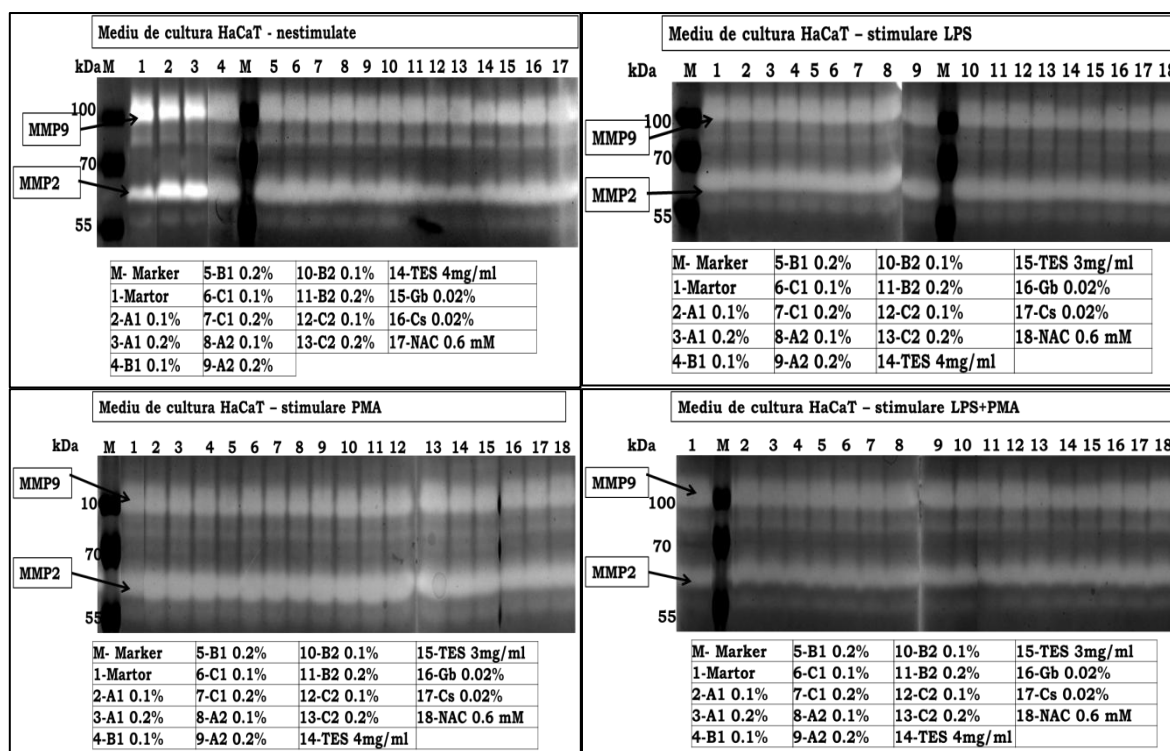 Mediu de cultura HaCaT - nestimulate
kDa M 1 2 3 4 M 5 6 7 8 9 10 11 12 13 14 15 16 17
100
MMP9
70
MMP2
55
M- Marker 5-B1 0.2% 10-B2 0.1% 14-TES 4mg/ml
1-Martor 6-C1 0.1% 11-B2 0.2% 15-Gb 0.02%
2-A1 0.1% 7-C1 0.2% 12-C2 0.1% 16-Cs 0.02%
3-A1 0.2% 8-A2 0.1% 13-C2 0.2% 17-NAC 0.6 mM
4-B1 0.1% 9-A2 0.2%
Mediu de cultura HaCaT – stimulare LPS
kDa M 1 2 3 4 5 6 7 8 9 M 10 11 12 13 14 15 16 17 18
100
MMP9
70
MMP2
55
M- Marker 5-B1 0.2% 10-B2 0.1% 15-TES 3mg/ml
1-Martor 6-C1 0.1% 11-B2 0.2% 16-Gb 0.02%
2-A1 0.1% 7-C1 0.2% 12-C2 0.1% 17-Cs 0.02%
3-A1 0.2% 8-A2 0.1% 13-C2 0.2% 18-NAC 0.6 mM
4-B1 0.1% 9-A2 0.2% 14-TES 4mg/ml
Mediu de cultura HaCaT – stimulare PMA
kDa M 1 2 3 4 5 6 7 8 9 10 11 12 13 14 15 16 17 18
MMP9
10
70
MMP2
55
M- Marker 5-B1 0.2% 10-B2 0.1% 15-TES 3mg/ml
1-Martor 6-C1 0.1% 11-B2 0.2% 16-Gb 0.02%
2-A1 0.1% 7-C1 0.2% 12-C2 0.1% 17-Cs 0.02%
3-A1 0.2% 8-A2 0.1% 13-C2 0.2% 18-NAC 0.6 mM
4-B1 0.1% 9-A2 0.2% 14-TES 4mg/ml
Mediu de cultura HaCaT – stimulare LPS+PMA
kDa 1 M 2 3 4 5 6 7 8 9 10 11 12 13 14 15 16 17 18
MMP9
100
70
MMP2
55
M- Marker 5-B1 0.2% 10-B2 0.1% 15-TES 3mg/ml
1-Martor 6-C1 0.1% 11-B2 0.2% 16-Gb 0.02%
2-A1 0.1% 7-C1 0.2% 12-C2 0.1% 17-Cs 0.02%
3-A1 0.2% 8-A2 0.1% 13-C2 0.2% 18-NAC 0.6 mM
4-B1 0.1% 9-A2 0.2% 14-TES 4mg/ml